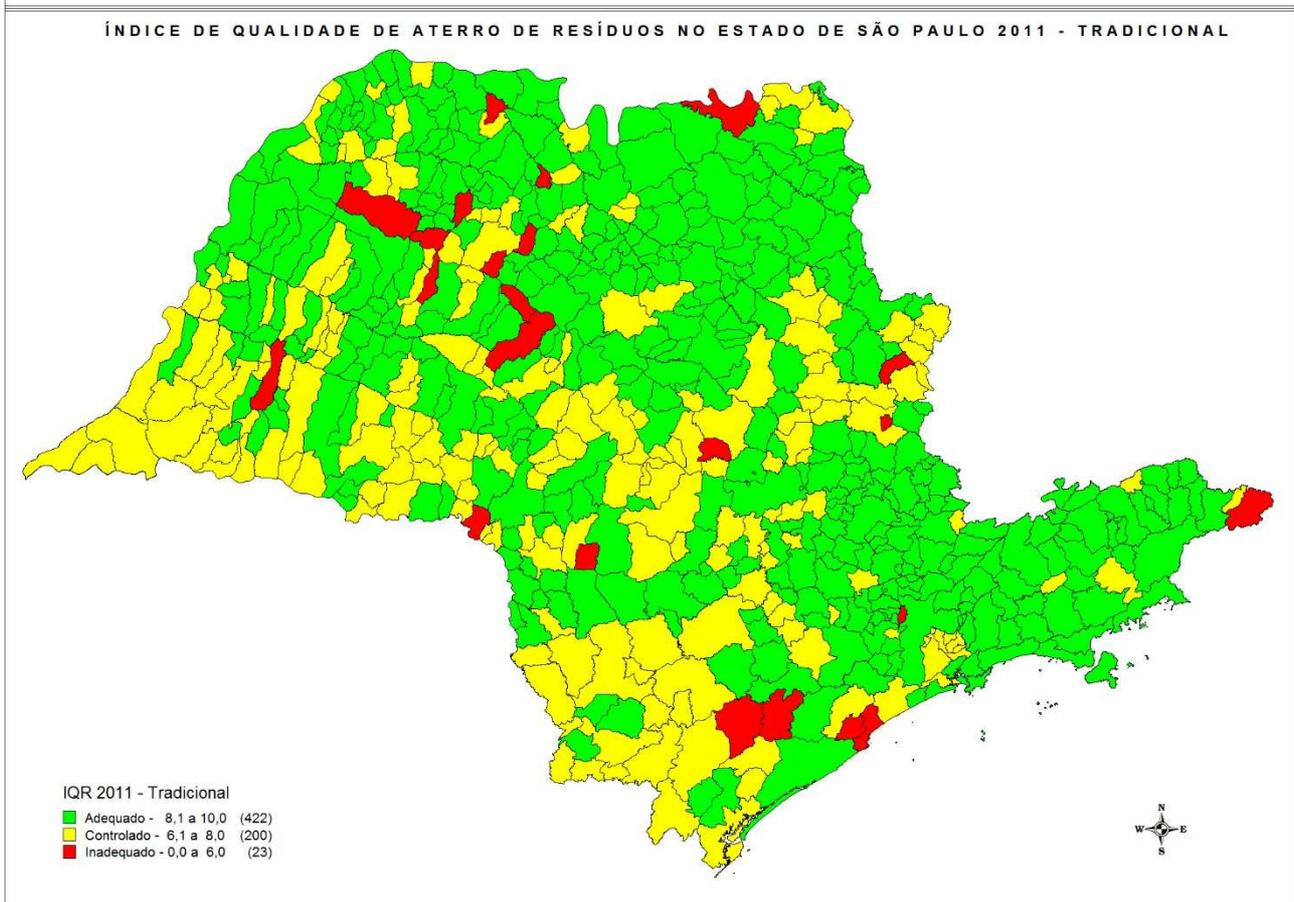 ÍNDICE DE QUALIDADE DE ATERRO DE RESÍDUOS NO ESTADO DE SÃO PAULO 2011 - TRADICIONAL
IQR 2011 - Tradicional
Adequado - 8,1 a 10,0 (422)
Controlado - 6,1 a 8,0 (200)
Inadequado - 0,0 a 6,0 (23)
N
W E
S